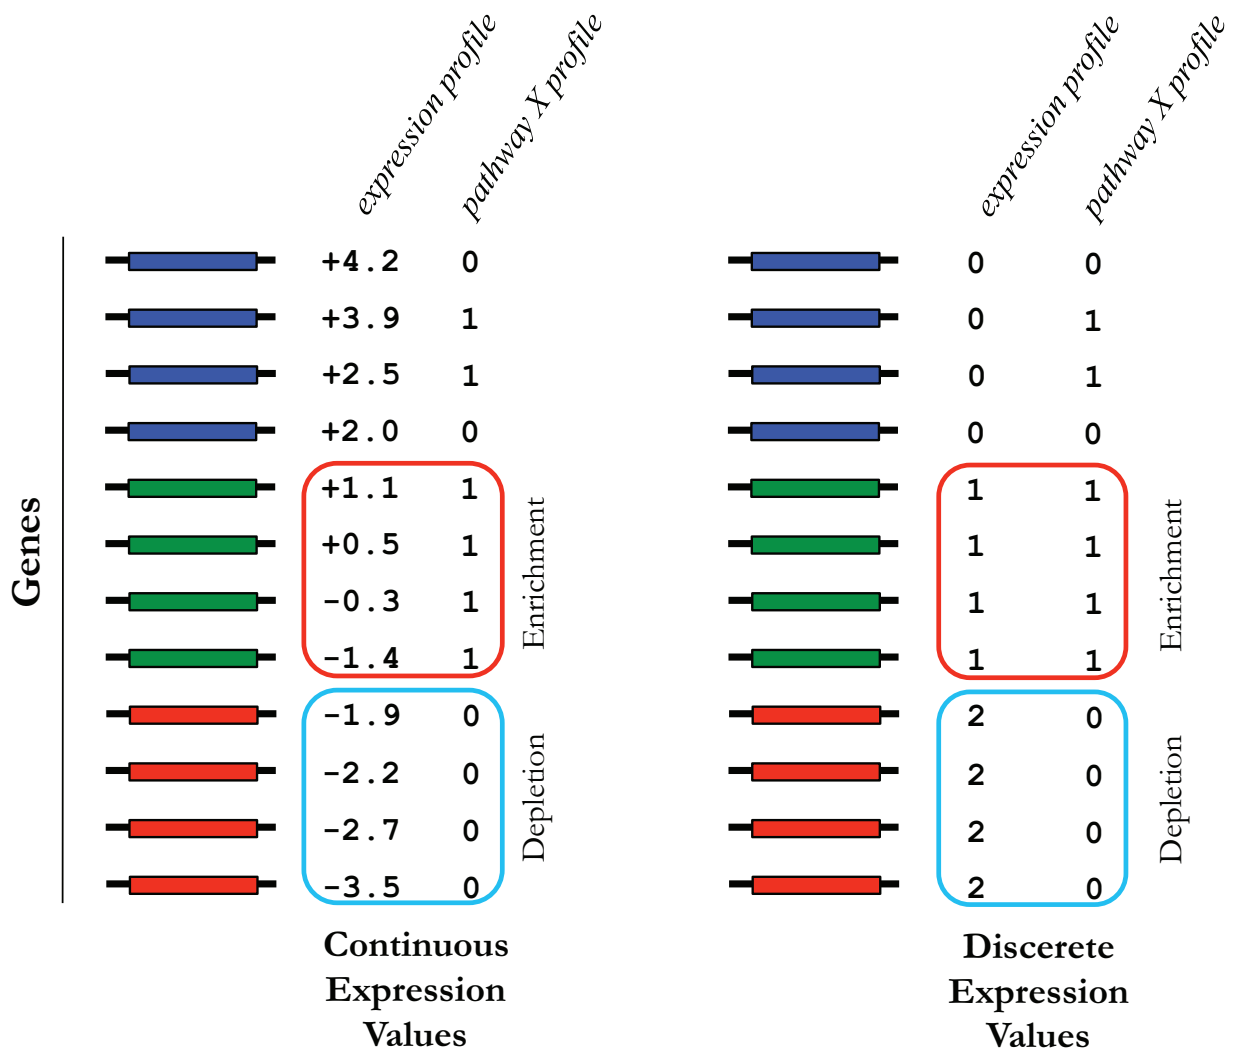 expression profile
pathway X profile
expression profile
pathway X profile
Genes
+4.2 0
+3.9 1
+2.5 1
+2.0 0
+1.1 1
+0.5 1
-0.3 1
-1.4 1
Enrichment
-1.9 0
-2.2 0
-2.7 0
-3.5 0
Depletion
Continuous
Expression
Values
0 0
0 1
0 1
0 0
1 1
1 1
1 1
1 1
Enrichment
2 0
2 0
2 0
2 0
Depletion
Discerete
Expression
Values